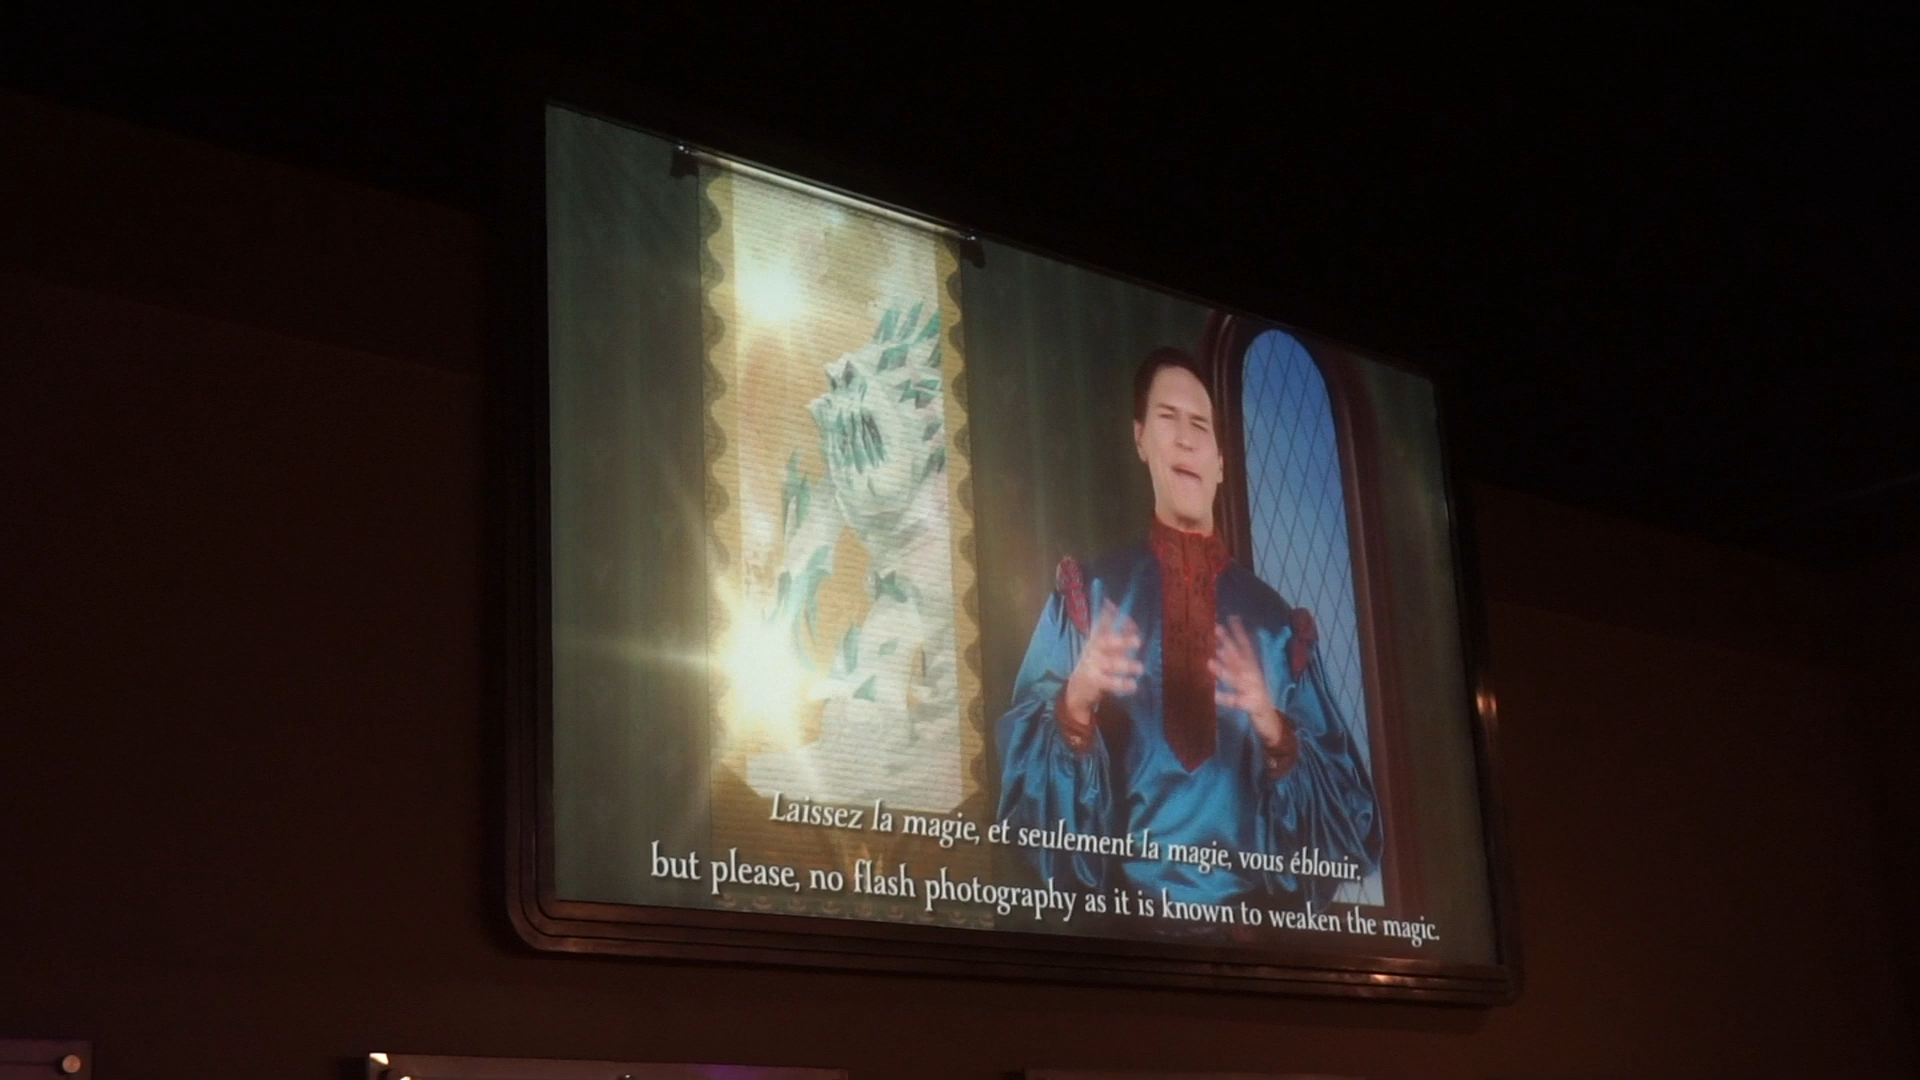 Laissez la magie, et seulement la magie, vous éblouir,
but please, no flash photography as it is known to weaken the magic.